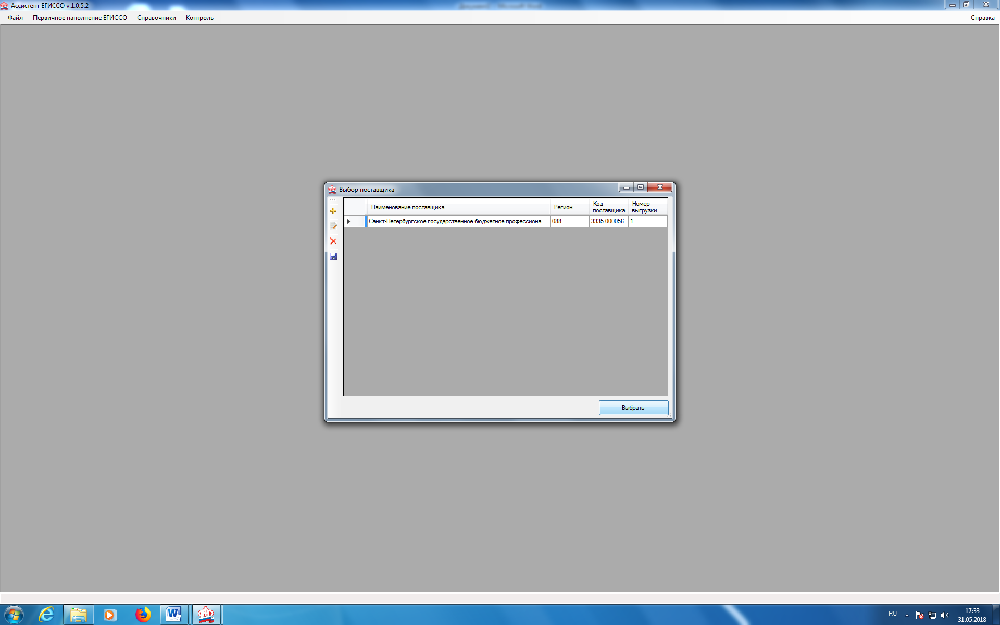 Ассистент ЕГИССО v.1.0.5.2
Файл Первичное наполнение ЕГИССО Справочники Контроль Справка
Выбор поставщика
Наименование поставщика Регион Код поставщика Номер выгрузки
Санкт-Петербургское государственное бюджетное профессиона... 088 3335.000056 1
Выбрать
RU
17:33
31.05.2018